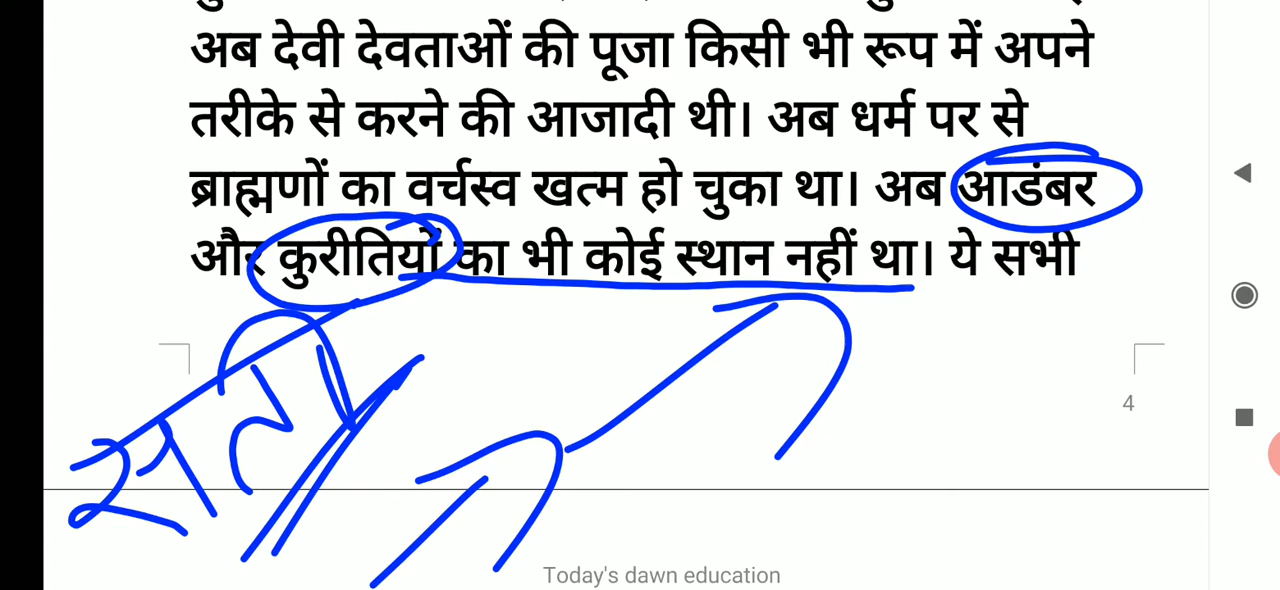 अब देवी देवताओं की पूजा किसी भी रूप में अपने
तरीके से करने की आजादी थी। अब धर्म पर से
ब्राह्मणों का वर्चस्व खत्म हो चुका था। अब आडंबर
और कुरीतियों का भी कोई स्थान नहीं था। ये सभी
सती
4
Today's dawn education